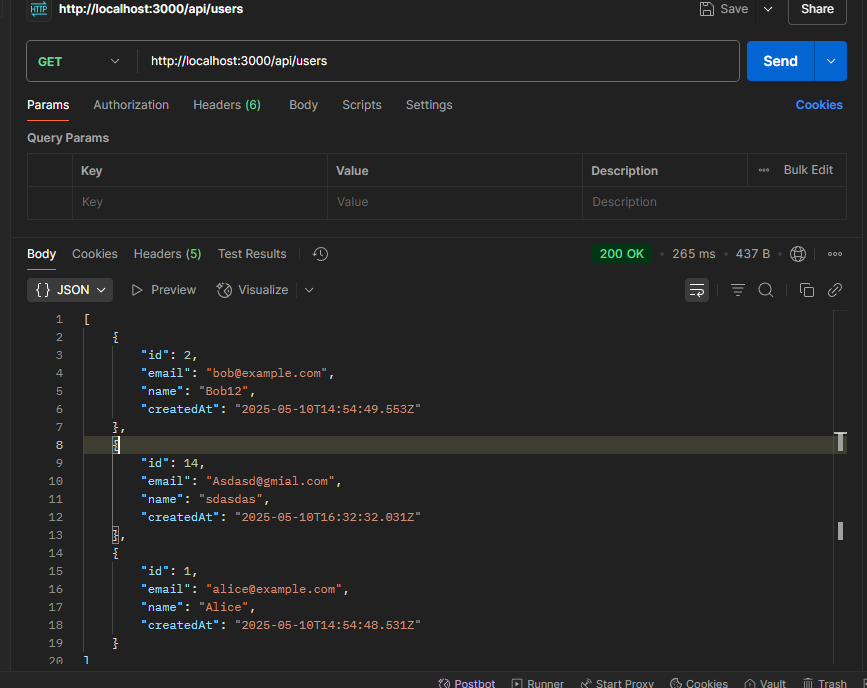 HTTP http://localhost:3000/api/users Save Share
GET http://localhost:3000/api/users Send
Params Authorization Headers (6) Body Scripts Settings Cookies
Query Params
Key Value Description ••• Bulk Edit
Key Value Description
Body Cookies Headers (5) Test Results 200 OK • 265 ms • 437 B • •••
{} JSON Preview Visualize
1 [
2 {
3 "id": 2,
4 "email": "bob@example.com",
5 "name": "Bob12",
6 "createdAt": "2025-05-10T14:54:49.553Z"
7 },
8 {
9 "id": 14,
10 "email": "Asdasd@gmial.com",
11 "name": "sdasdas",
12 "createdAt": "2025-05-10T16:32:32.031Z"
13 },
14 {
15 "id": 1,
16 "email": "alice@example.com",
17 "name": "Alice",
18 "createdAt": "2025-05-10T14:54:48.531Z"
19 }
20 ]
Postbot Runner Start Proxy Cookies Vault Trash